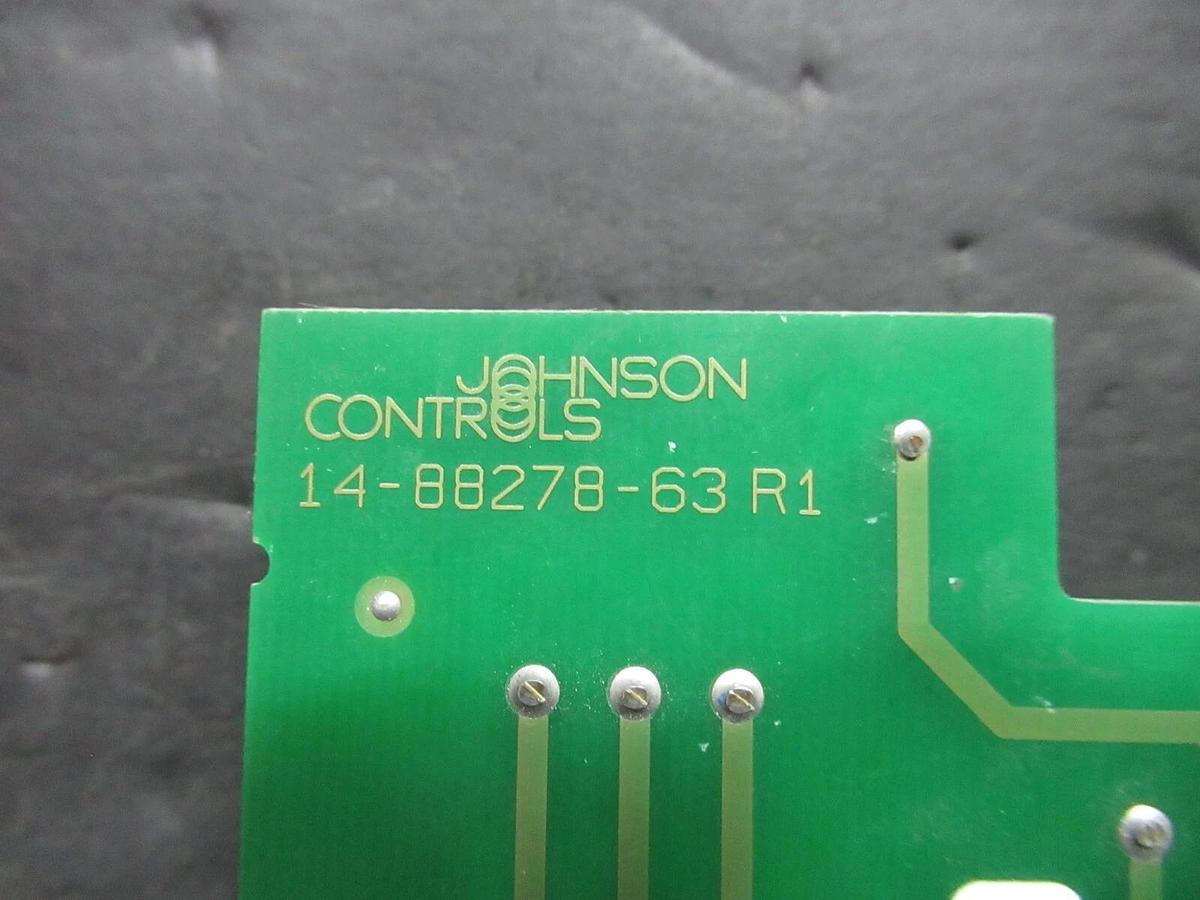 JOHNSON
CONTROLS
14-88278-63 R1